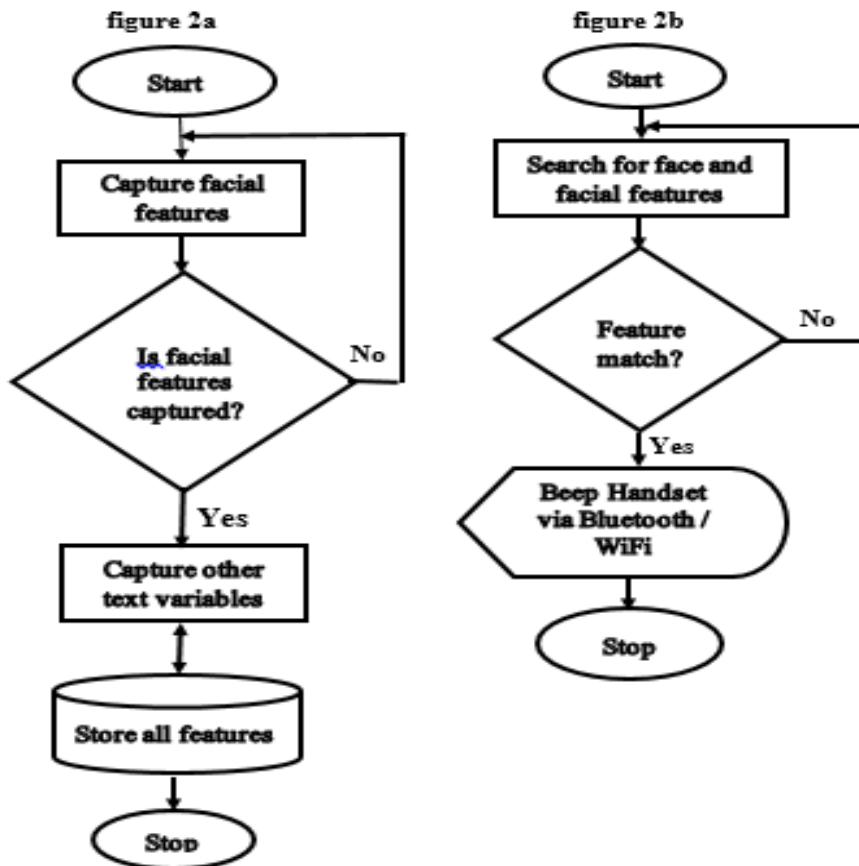 figure 2a
Start
Capture facial
features
Is facial
features
captured?
No
Yes
Capture other
text variables
Store all features
Stop
figure 2b
Start
Search for face and
facial features
Feature
match?
No
Yes
Beep Handset
via Bluetooth /
WiFi
Stop